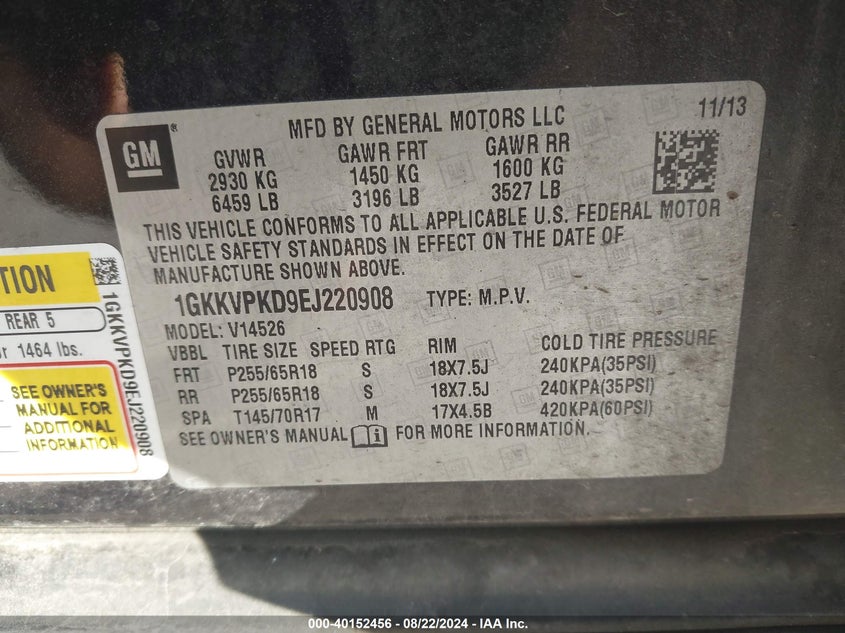 MFD BY GENERAL MOTORS LLC 11/13
GM®
GVWR GAWR FRT GAWR RR
2930 KG 1450 KG 1600 KG
6459 LB 3196 LB 3527 LB
THIS VEHICLE CONFORMS TO ALL APPLICABLE U.S. FEDERAL MOTOR
VEHICLE SAFETY STANDARDS IN EFFECT ON THE DATE OF
MANUFACTURE SHOWN ABOVE.
1GKKVPKD9EJ220908 TYPE: M.P.V.
MODEL: V14526
VBBL TIRE SIZE SPEED RTG RIM COLD TIRE PRESSURE
FRT P255/65R18 S 18X7.5J 240KPA(35PSI)
RR P255/65R18 S 18X7.5J 240KPA(35PSI)
SPA T145/70R17 M 17X4.5B 420KPA(60PSI)
SEE OWNER'S MANUAL FOR MORE INFORMATION.
REAR 5
1464 lbs.
SEE OWNER'S
MANUAL FOR
ADDITIONAL
INFORMATION
1GKKVPKD9EJ220908
000-40152456 - 08/22/2024 - IAA Inc.